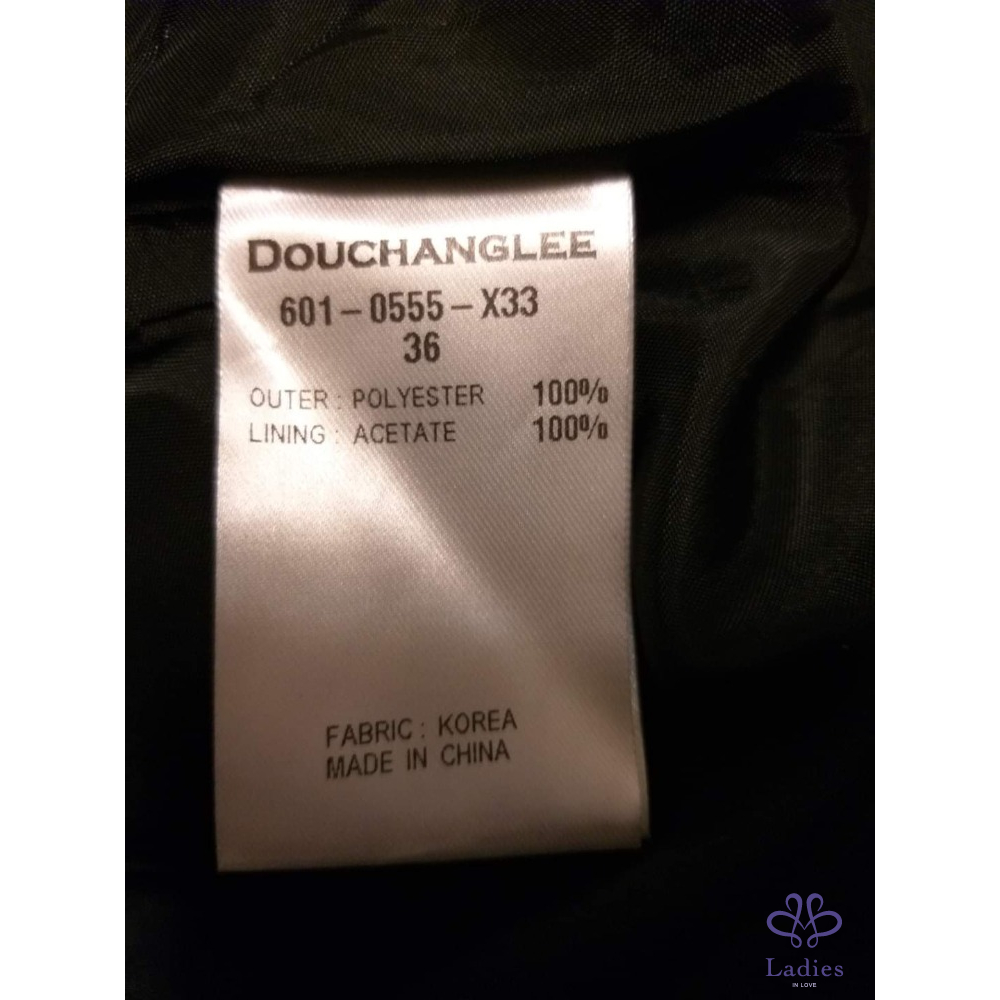 DOUCHANGLEE
601-0555-X33
36
OUTER : POLYESTER 100%
LINING : ACETATE 100%
FABRIC : KOREA
MADE IN CHINA
Ladies
IN LOVE